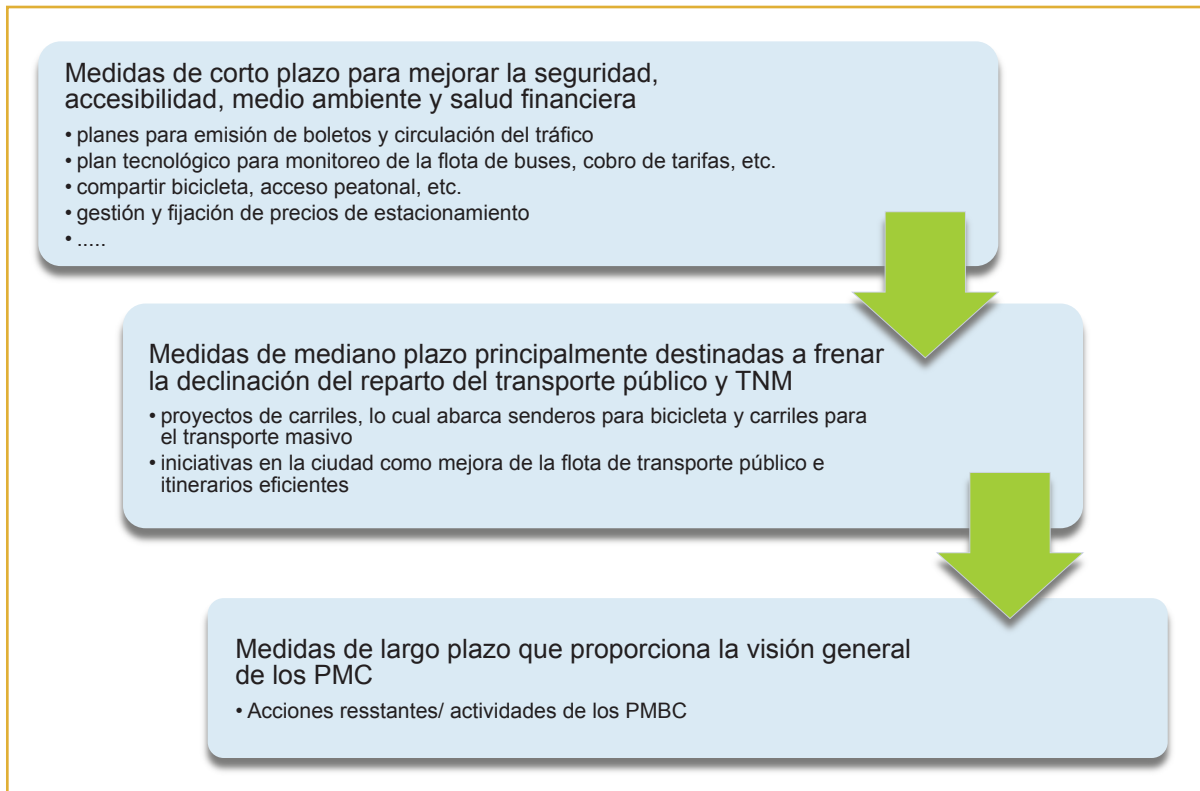 Medidas de corto plazo para mejorar la seguridad,
accesibilidad, medio ambiente y salud financiera
• planes para emisión de boletos y circulación del tráfico
• plan tecnológico para monitoreo de la flota de buses, cobro de tarifas, etc.
• compartir bicicleta, acceso peatonal, etc.
• gestión y fijación de precios de estacionamiento
• .....
Medidas de mediano plazo principalmente destinadas a frenar
la declinación del reparto del transporte público y TNM
• proyectos de carriles, lo cual abarca senderos para bicicleta y carriles para
el transporte masivo
• iniciativas en la ciudad como mejora de la flota de transporte público e
itinerarios eficientes
Medidas de largo plazo que proporciona la visión general
de los PMC
• Acciones resstantes/ actividades de los PMBC